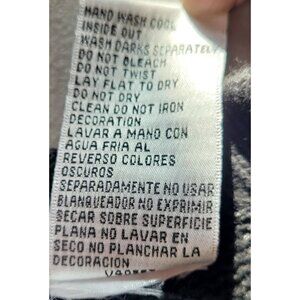 HAND WASH COOL
INSIDE OUT
WASH DARKS SEPARATELY
DO NOT BLEACH
DO NOT TWIST
LAY FLAT TO DRY
DO NOT DRY
CLEAN DO NOT IRON
DECORATION
LAVAR A MANO CON
AGUA FRIA AL
REVERSO COLORES
OSCUROS
SEPARADAMENTE NO USAR
BLANQUEADOR NO EXPRIMIR
SECAR SOBRE SUPERFICIE
PLANA NO LAVAR EN
SECO NO PLANCHAR LA
DECORACION